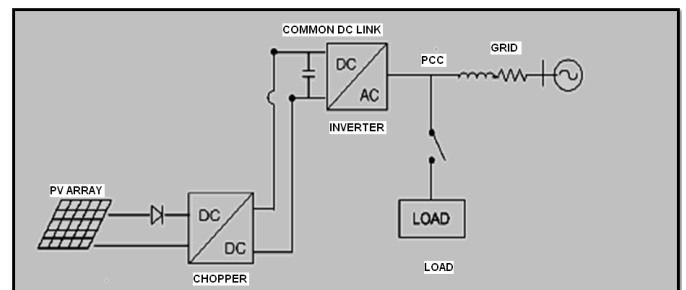 COMMON DC LINK
GRID
PCC
DC
AC
INVERTER
PV ARRAY
DC
DC
LOAD
CHOPPER
LOAD